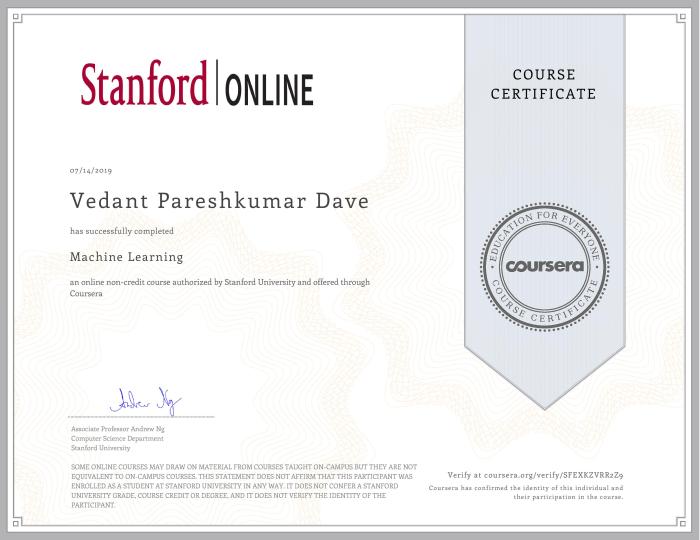 Stanford | ONLINE
COURSE
CERTIFICATE
07/14/2019
Vedant Pareshkumar Dave
has successfully completed
Machine Learning
an online non-credit course authorized by Stanford University and offered through
Coursera
EDUCATION FOR EVERYONE
coursera
COURSE CERTIFICATE
Andrew Ng
Associate Professor Andrew Ng
Computer Science Department
Stanford University
SOME ONLINE COURSES MAY DRAW ON MATERIAL FROM COURSES TAUGHT ON-CAMPUS BUT THEY ARE NOT
EQUIVALENT TO ON-CAMPUS COURSES. THIS STATEMENT DOES NOT AFFIRM THAT THIS PARTICIPANT WAS
ENROLLED AS A STUDENT AT STANFORD UNIVERSITY IN ANY WAY. IT DOES NOT CONFER A STANFORD
UNIVERSITY GRADE, COURSE CREDIT OR DEGREE, AND IT DOES NOT VERIFY THE IDENTITY OF THE
PARTICIPANT.
Verify at coursera.org/verify/SFEXKZVRR2Z9
Coursera has confirmed the identity of this individual and
their participation in the course.